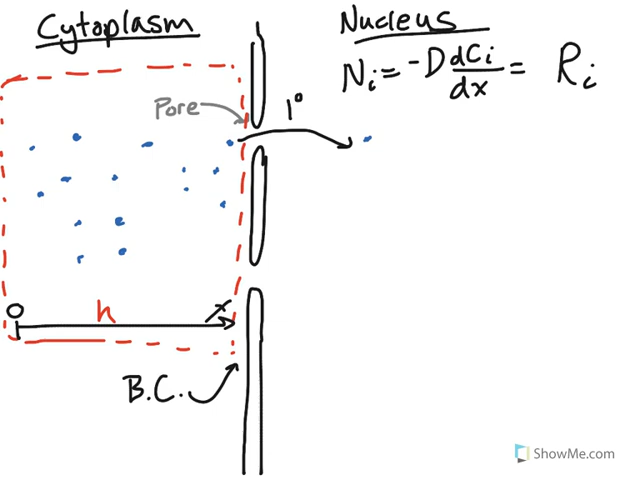 Cytoplasm
Nucleus
Nᵢ = -D dCᵢ/dx = Rᵢ
Pore
1°
0
h
x
B.C.
ShowMe.com